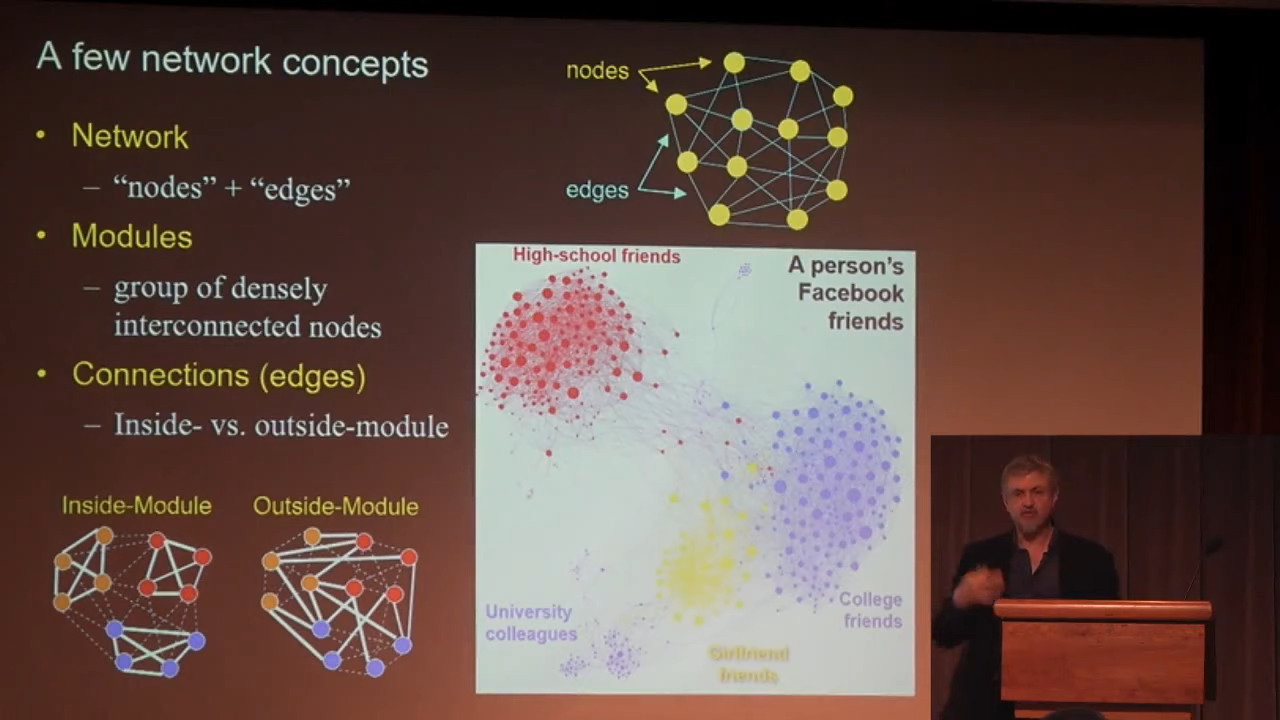 A few network concepts
• Network
– “nodes” + “edges”
• Modules
– group of densely
interconnected nodes
• Connections (edges)
– Inside- vs. outside-module
Inside-Module
Outside-Module
nodes
edges
High-school friends
A person’s
Facebook
friends
University
colleagues
College
friends
Girlfriend
friends